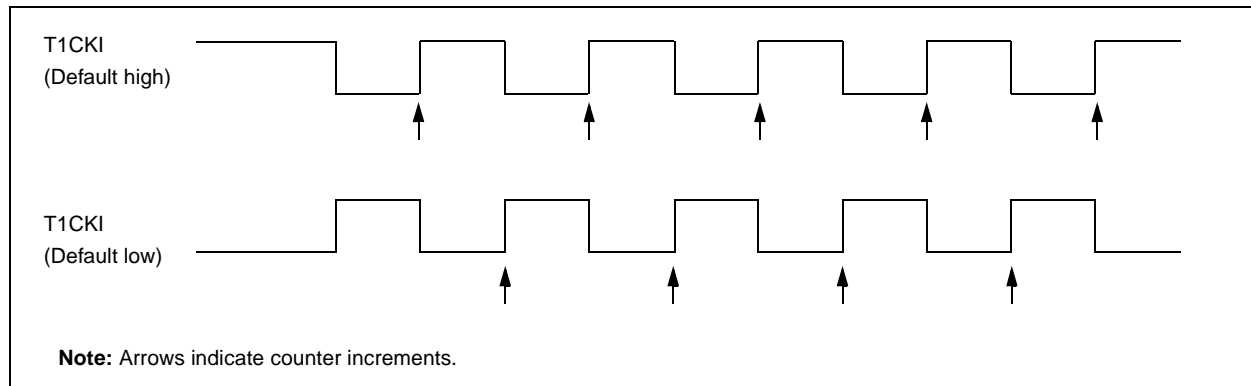 T1CKI
(Default high)
T1CKI
(Default low)
Note: Arrows indicate counter increments.